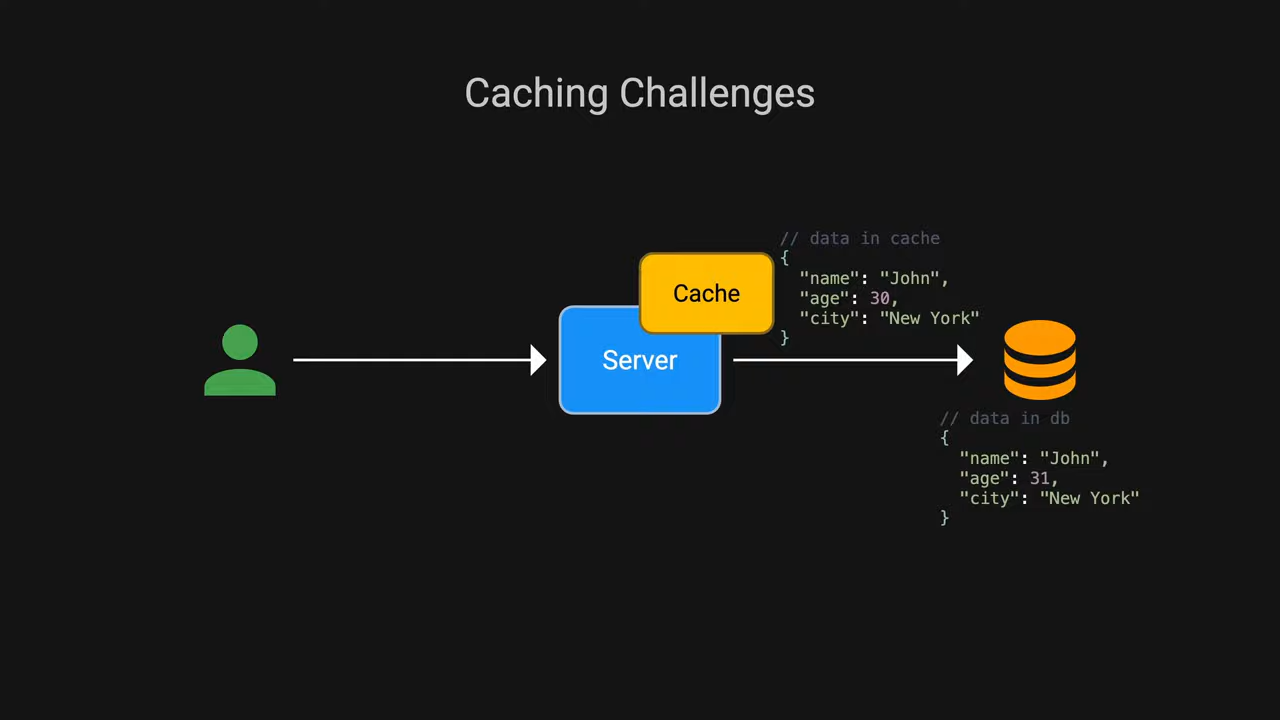 Caching Challenges
// data in cache
{
"name": "John",
"age": 30,
"city": "New York"
}
Cache
Server
// data in db
{
"name": "John",
"age": 31,
"city": "New York"
}